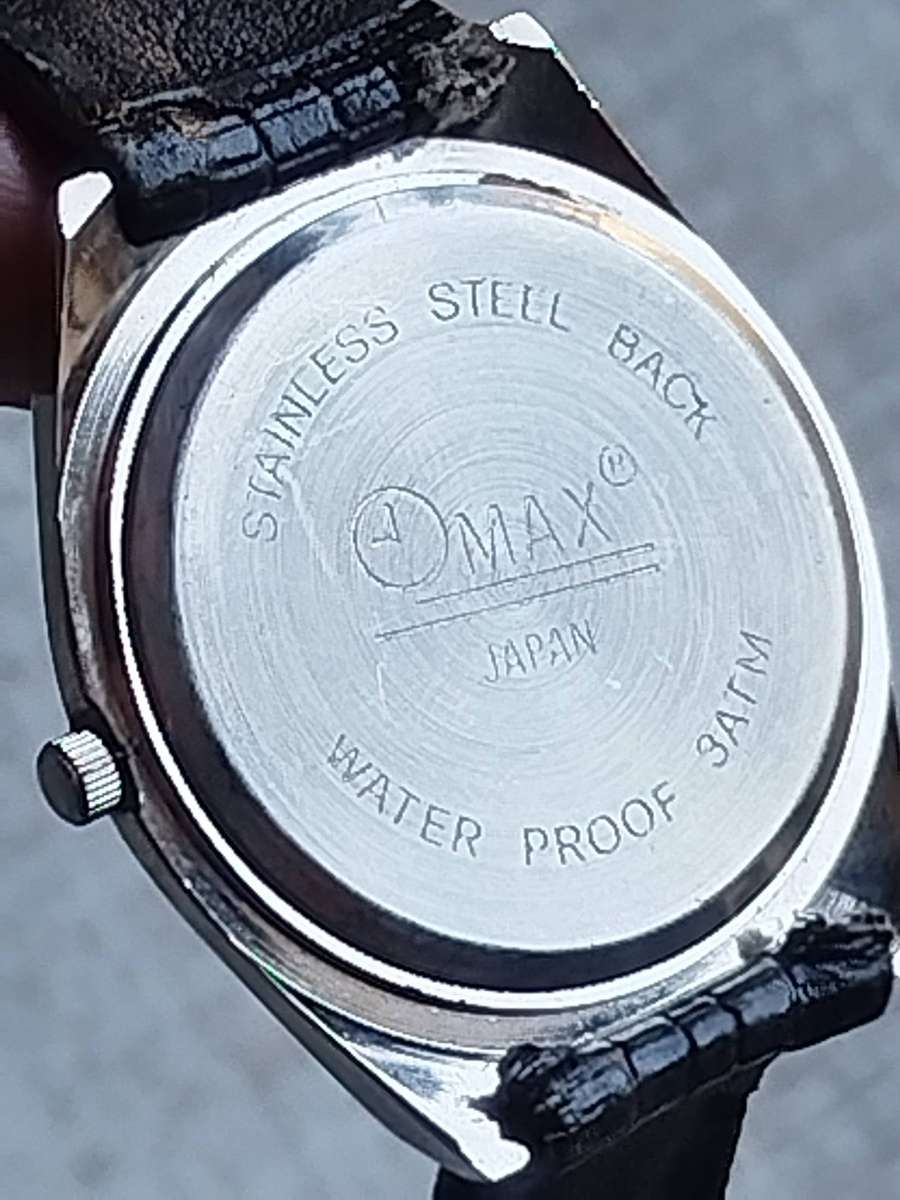 STAINLESS STELL BACK
OMAX®
JAPAN
WATER PROOF 3ATM